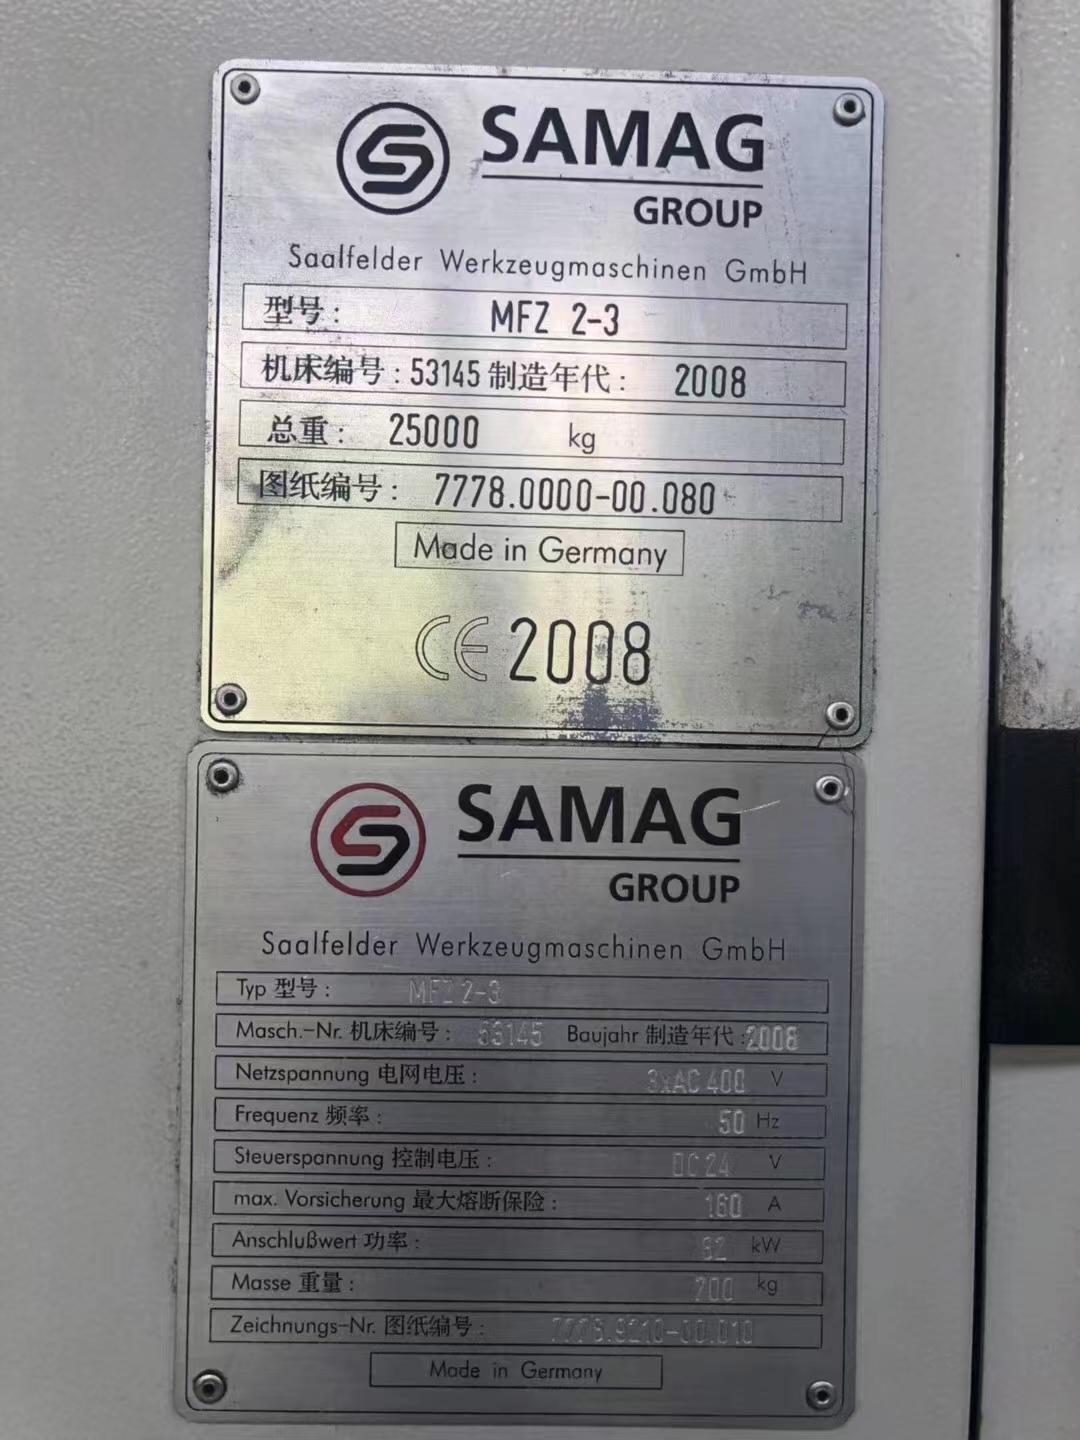 SAMAG
GROUP
Saalfelder Werkzeugmaschinen GmbH
型号: MFZ 2-3
机床编号: 53145 制造年代: 2008
总重: 25000 kg
图纸编号: 7778.0000-00.080
Made in Germany
CE 2008
SAMAG
GROUP
Saalfelder Werkzeugmaschinen GmbH
Typ 型号: MFZ 2-3
Masch.-Nr. 机床编号: 53145 Baujahr 制造年代: 2008
Netzspannung 电网电压: 3xAC 400 V
Frequenz 频率: 50 Hz
Steuerspannung 控制电压: DC 24 V
max. Vorsicherung 最大熔断保险: 160 A
Anschlußwert 功率: kW
Masse 重量: 200 kg
Zeichnungs-Nr. 图纸编号: 7778.9210-00.010
Made in Germany